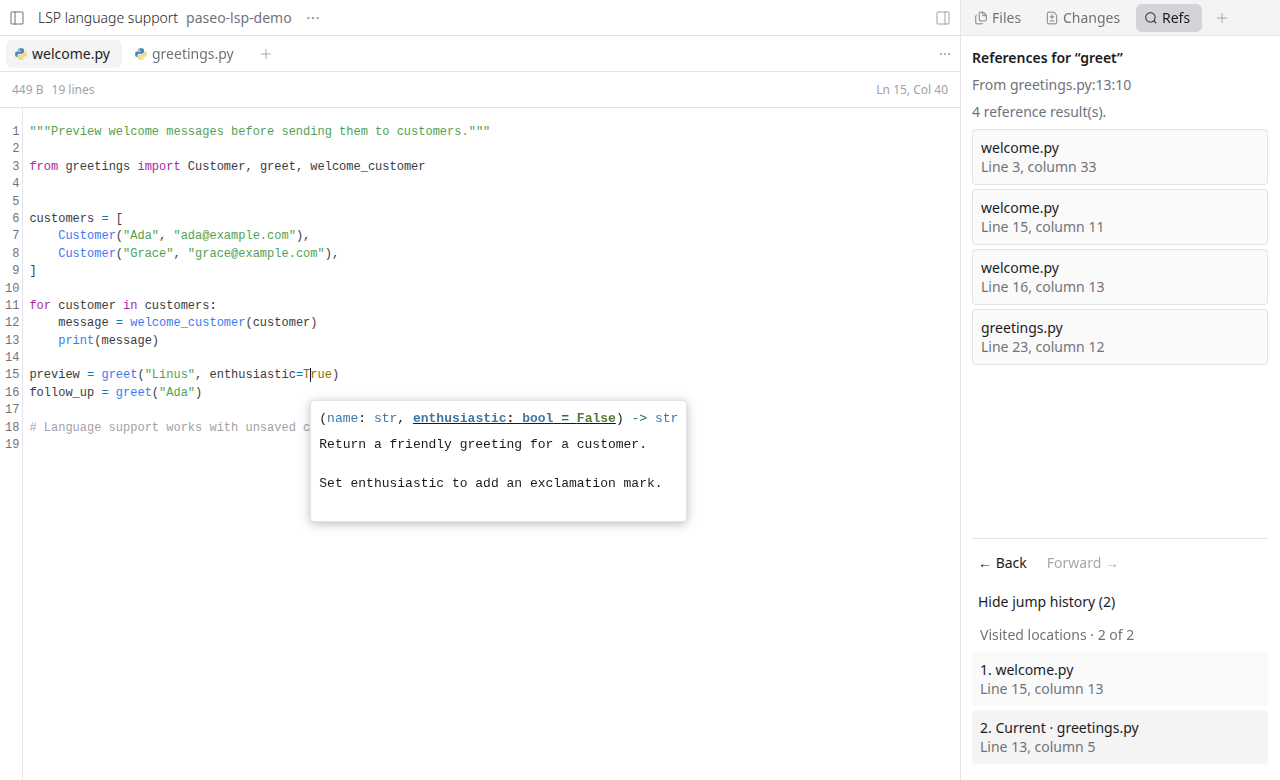 LSP language support paseo-lsp-demo ···
Files Changes Refs +
welcome.py greetings.py + ···
449 B 19 lines Ln 15, Col 40
1 """Preview welcome messages before sending them to customers."""
2
3 from greetings import Customer, greet, welcome_customer
4
5
6 customers = [
7     Customer("Ada", "ada@example.com"),
8     Customer("Grace", "grace@example.com"),
9 ]
10
11 for customer in customers:
12     message = welcome_customer(customer)
13     print(message)
14
15 preview = greet("Linus", enthusiastic=True)
16 follow_up = greet("Ada")
17
18 # Language support works with unsaved c
19
(name: str, enthusiastic: bool = False) -> str
Return a friendly greeting for a customer.
Set enthusiastic to add an exclamation mark.
References for “greet”
From greetings.py:13:10
4 reference result(s).
welcome.py
Line 3, column 33
welcome.py
Line 15, column 11
welcome.py
Line 16, column 13
greetings.py
Line 23, column 12
← Back Forward →
Hide jump history (2)
Visited locations · 2 of 2
1. welcome.py
Line 15, column 13
2. Current · greetings.py
Line 13, column 5